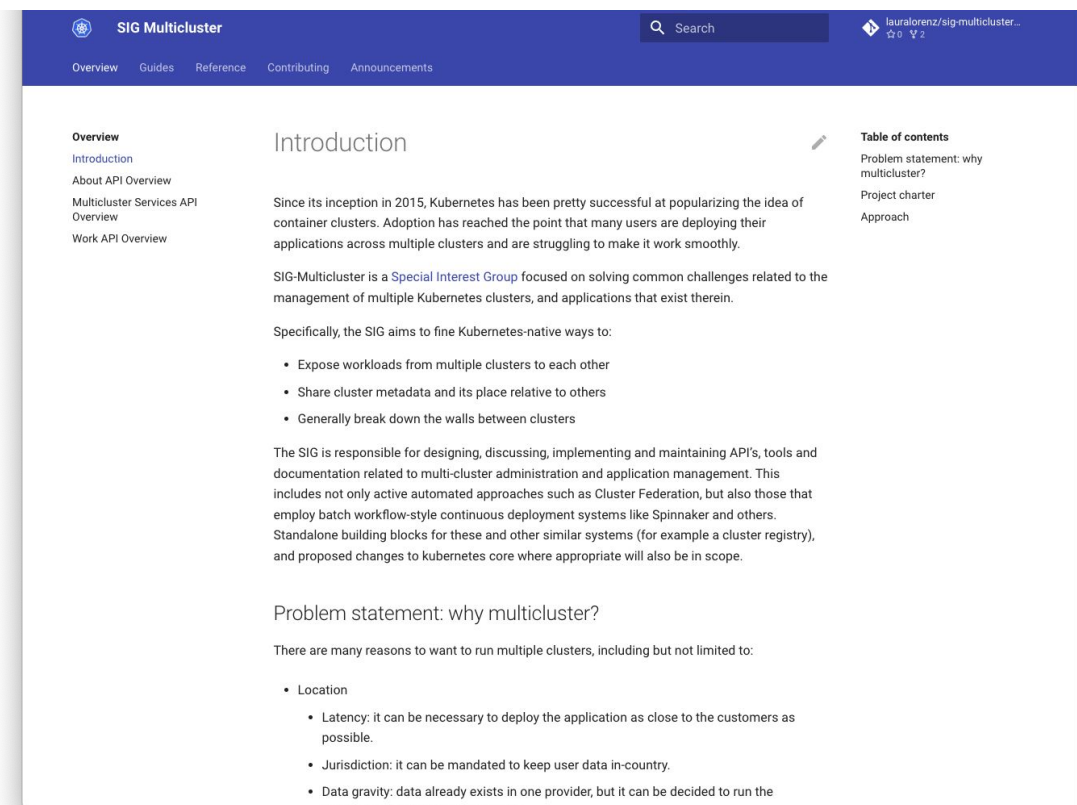 SIG Multicluster
Search
lauralorenz/sig-multicluster…
0 2
Overview Guides Reference Contributing Announcements
Overview
Introduction
About API Overview
Multicluster Services API
Overview
Work API Overview
Introduction
Since its inception in 2015, Kubernetes has been pretty successful at popularizing the idea of
container clusters. Adoption has reached the point that many users are deploying their
applications across multiple clusters and are struggling to make it work smoothly.
SIG-Multicluster is a Special Interest Group focused on solving common challenges related to the
management of multiple Kubernetes clusters, and applications that exist therein.
Specifically, the SIG aims to fine Kubernetes-native ways to:
• Expose workloads from multiple clusters to each other
• Share cluster metadata and its place relative to others
• Generally break down the walls between clusters
The SIG is responsible for designing, discussing, implementing and maintaining API's, tools and
documentation related to multi-cluster administration and application management. This
includes not only active automated approaches such as Cluster Federation, but also those that
employ batch workflow-style continuous deployment systems like Spinnaker and others.
Standalone building blocks for these and other similar systems (for example a cluster registry),
and proposed changes to kubernetes core where appropriate will also be in scope.
Problem statement: why multicluster?
There are many reasons to want to run multiple clusters, including but not limited to:
• Location
• Latency: it can be necessary to deploy the application as close to the customers as
possible.
• Jurisdiction: it can be mandated to keep user data in-country.
• Data gravity: data already exists in one provider, but it can be decided to run the
Table of contents
Problem statement: why
multicluster?
Project charter
Approach